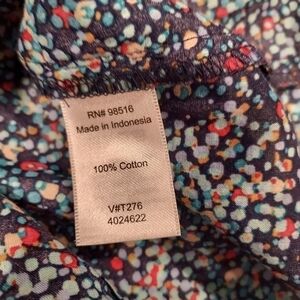 RN# 98516
Made in Indonesia
100% Cotton
V#T276
4024622